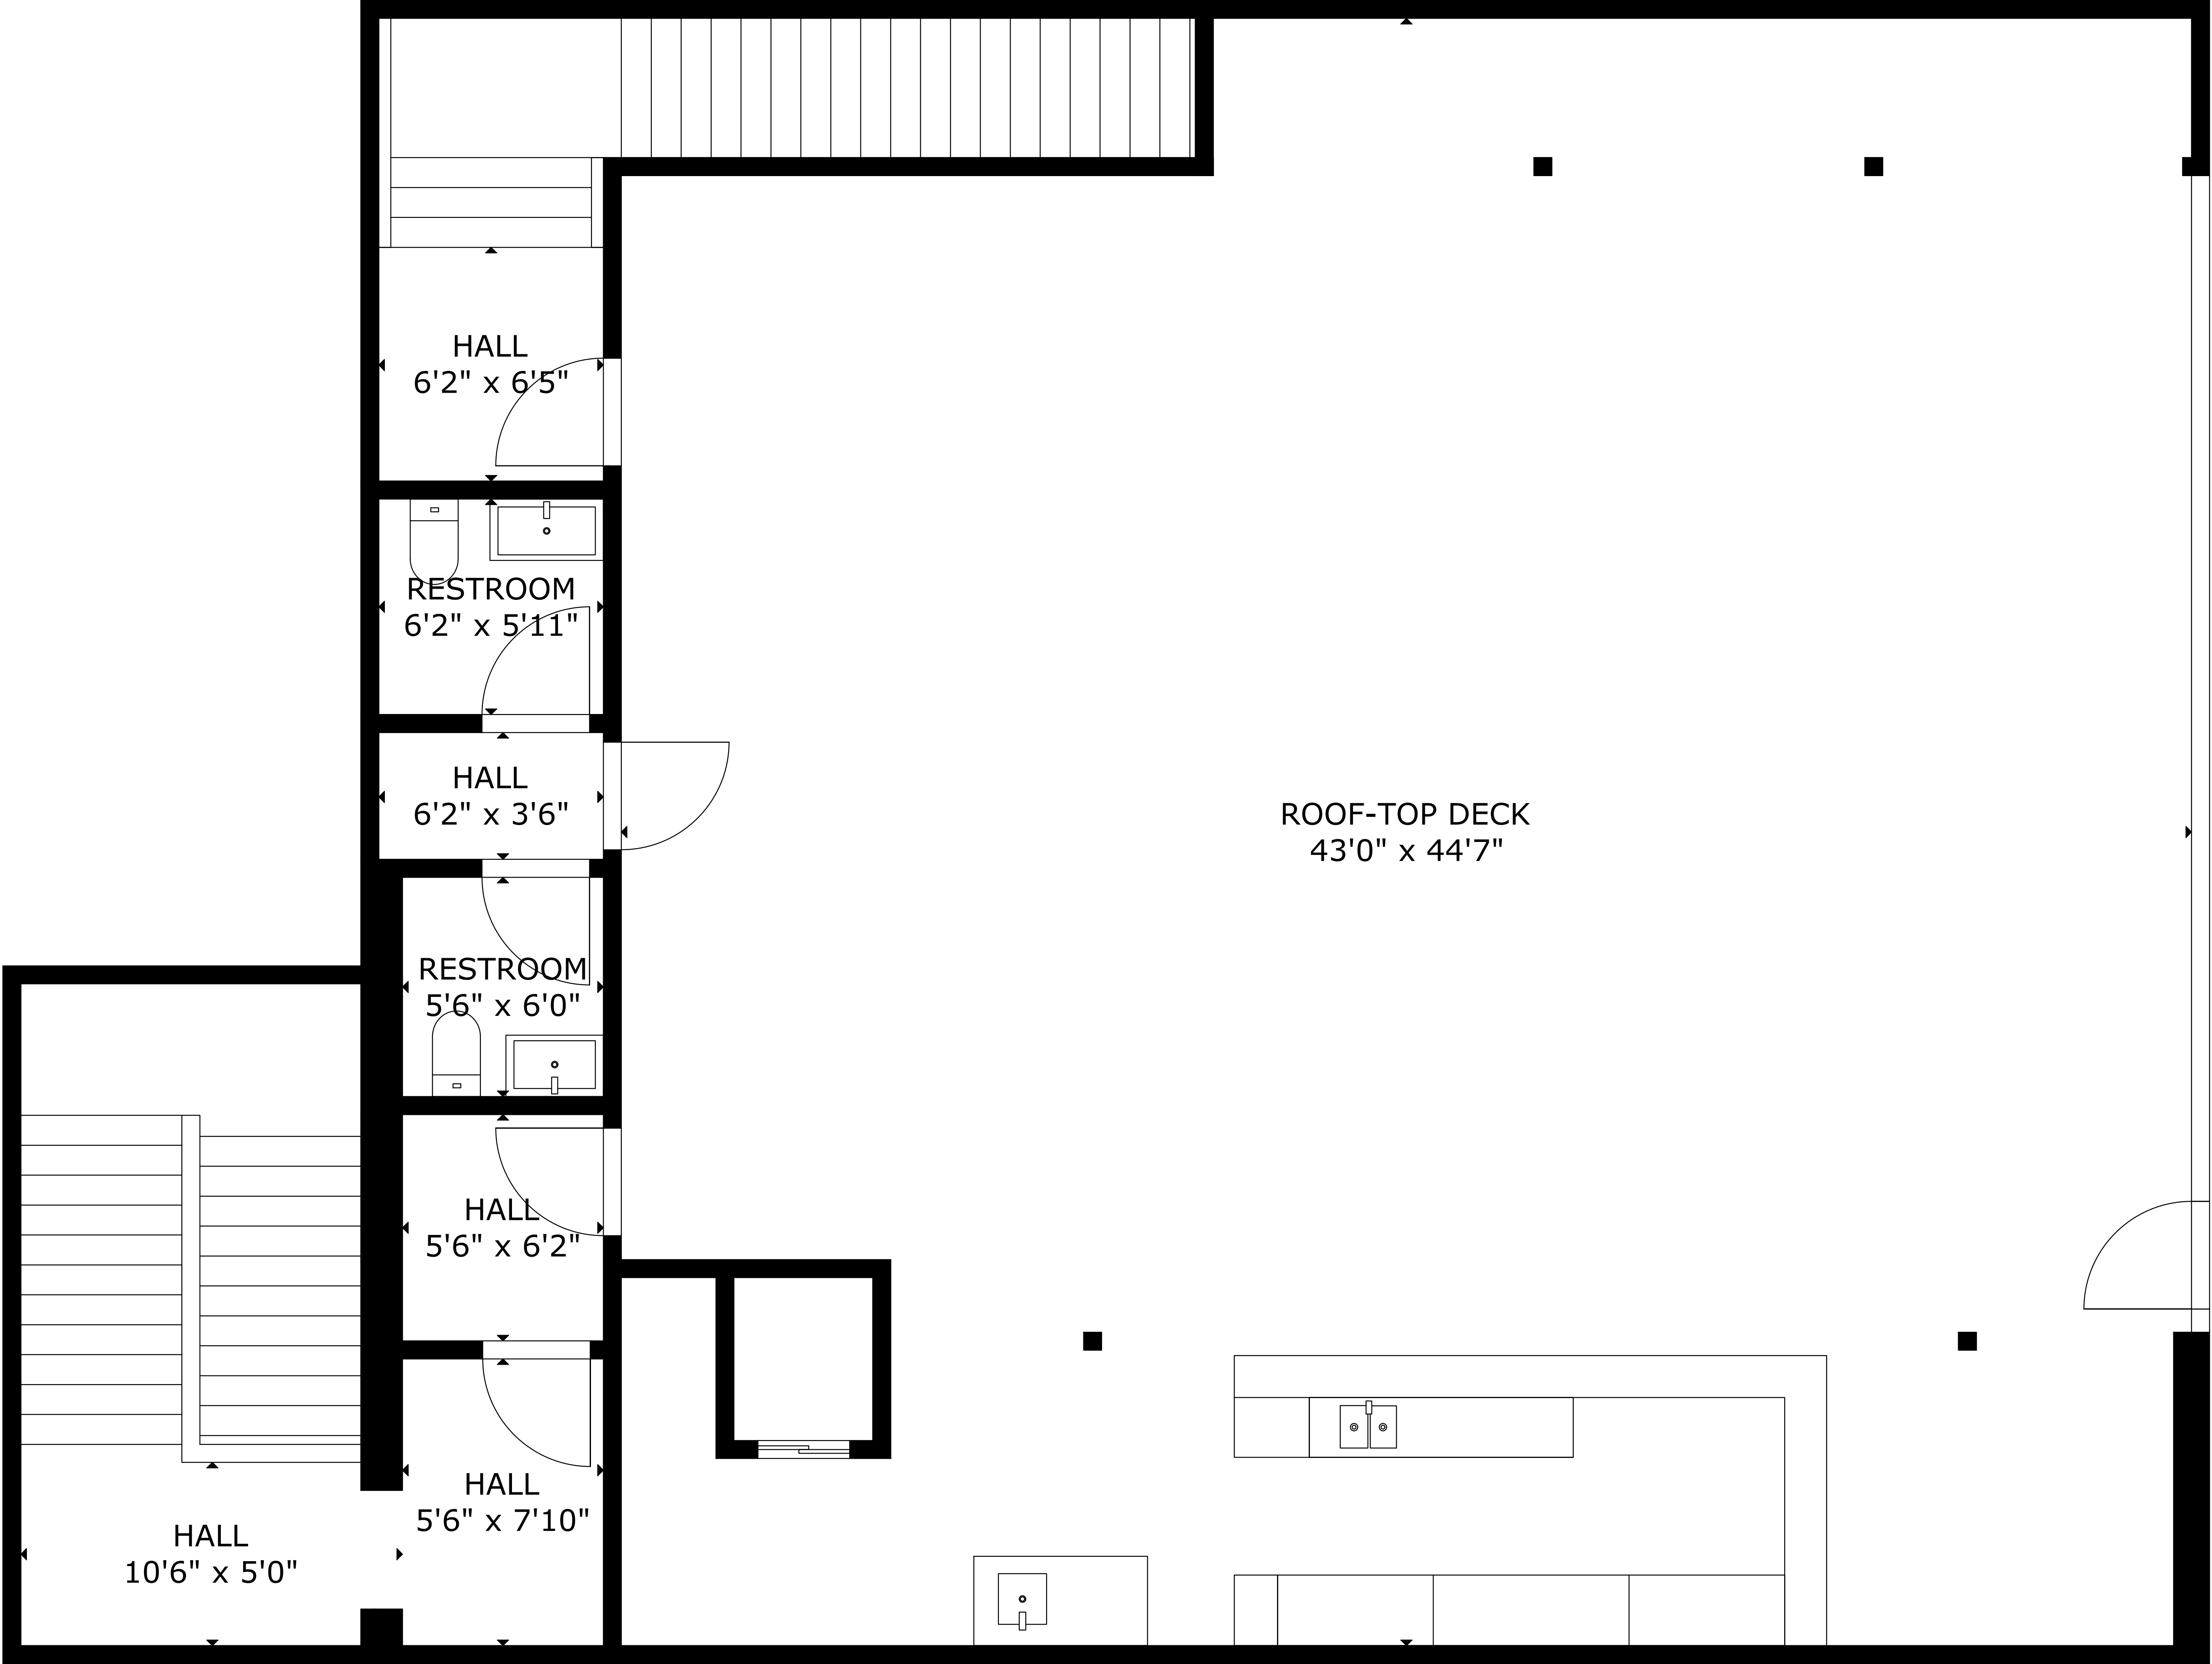 HALL
6'2" x 6'5"
RESTROOM
6'2" x 5'11"
HALL
6'2" x 3'6"
ROOF-TOP DECK
43'0" x 44'7"
RESTROOM
5'6" x 6'0"
HALL
5'6" x 6'2"
HALL
5'6" x 7'10"
HALL
10'6" x 5'0"